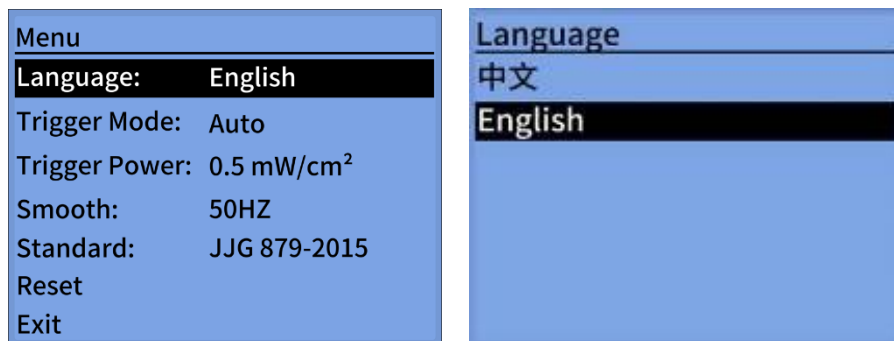 Menu
Language: English
Trigger Mode: Auto
Trigger Power: 0.5 mW/cm²
Smooth: 50HZ
Standard: JJG 879-2015
Reset
Exit
Language
中文
English